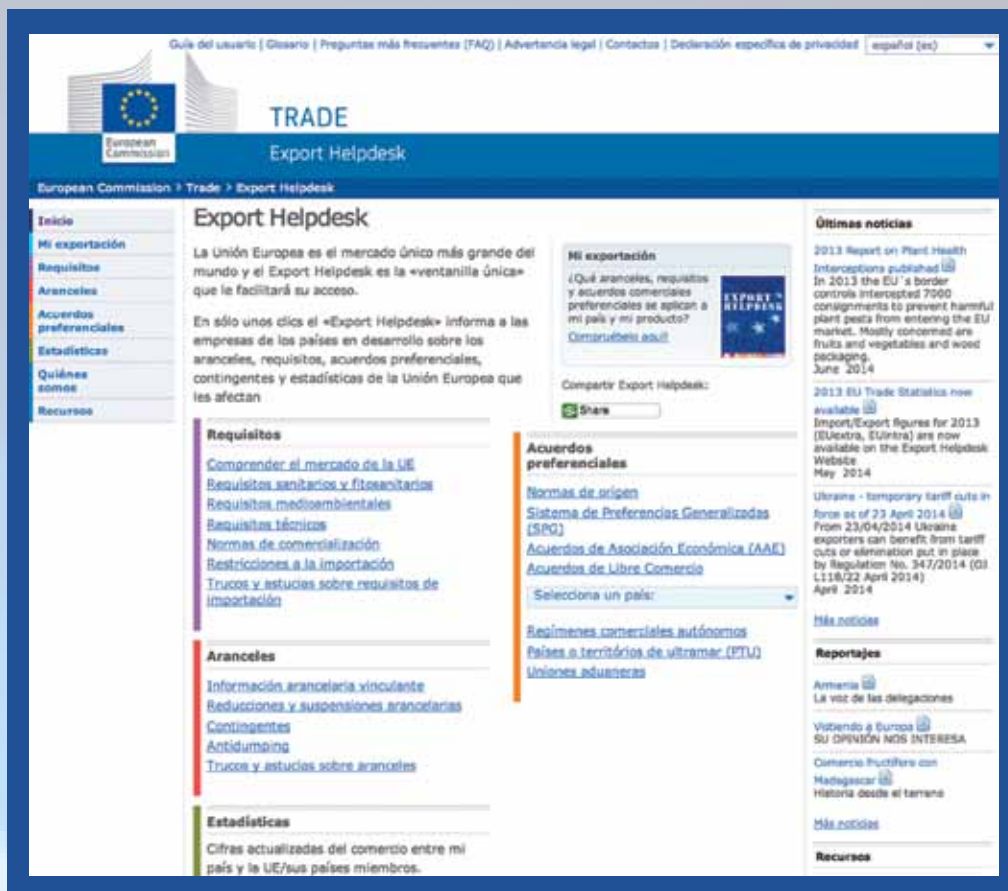 Guía del usuario | Glosario | Preguntas más frecuentes (FAQ) | Advertencia legal | Contactos | Declaración específica de privacidad
español (es)
European
Commission
TRADE
Export Helpdesk
European Commission > Trade > Export Helpdesk
Inicio
Mi exportación
Requisitos
Aranceles
Acuerdos
preferenciales
Estadísticas
Quiénes
somos
Recursos
Export Helpdesk
La Unión Europea es el mercado único más grande del
mundo y el Export Helpdesk es la «ventanilla única»
que le facilitará su acceso.
En sólo unos clics el «Export Helpdesk» informa a las
empresas de los países en desarrollo sobre los
aranceles, requisitos, acuerdos preferenciales,
contingentes y estadísticas de la Unión Europea que
les afectan
Mi exportación
¿Qué aranceles, requisitos
y acuerdos comerciales
preferenciales se aplican a
mi país y mi producto?
Compruébelo aquí!
EXPORT
HELPDESK
Compartir Export Helpdesk:
Share
Requisitos
Comprender el mercado de la UE
Requisitos sanitarios y fitosanitarios
Requisitos medioambientales
Requisitos técnicos
Normas de comercialización
Restricciones a la importación
Trucos y astucias sobre requisitos de
importación
Aranceles
Información arancelaria vinculante
Reducciones y suspensiones arancelarias
Contingentes
Antidumping
Trucos y astucias sobre aranceles
Estadísticas
Cifras actualizadas del comercio entre mi
país y la UE/sus países miembros.
Acuerdos
preferenciales
Normas de origen
Sistema de Preferencias Generalizadas
(SPG)
Acuerdos de Asociación Económica (AAE)
Acuerdos de Libre Comercio
Selecciona un país:
Regímenes comerciales autónomos
Países o territórios de ultramar (PTU)
Uniones aduaneras
Últimas noticias
2013 Report on Plant Health
Interceptions published
In 2013 the EU´s border
controls intercepted 7000
consignments to prevent harmful
plant pests from entering the EU
market. Mostly concerned are
fruits and vegetables and wood
packaging.
June 2014
2013 EU Trade Statistics now
available
Import/Export figures for 2013
(EUextra, EUintra) are now
available on the Export Helpdesk
Website
May 2014
Ukraine - temporary tariff cuts in
force as of 23 April 2014
From 23/04/2014 Ukraine
exporters can benefit from tariff
cuts or elimination put in place
by Regulation No. 347/2014 (OJ
L118/22 April 2014)
April 2014
Más noticias
Reportajes
Armenia
La voz de las delegaciones
Vistiendo a Europa
SU OPINIÓN NOS INTERESA
Comercio fructífero con
Madagascar
Historia desde el terreno
Más noticias
Recursos